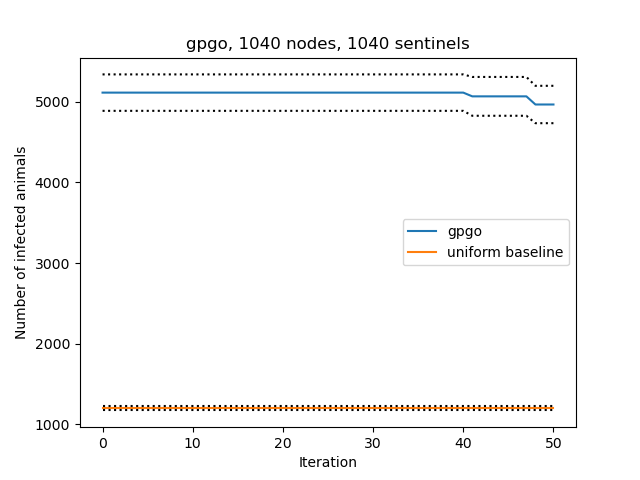 gpgo, 1040 nodes, 1040 sentinels
Number of infected animals
5000
4000
3000
2000
1000
gpgo
uniform baseline
0 10 20 30 40 50
Iteration